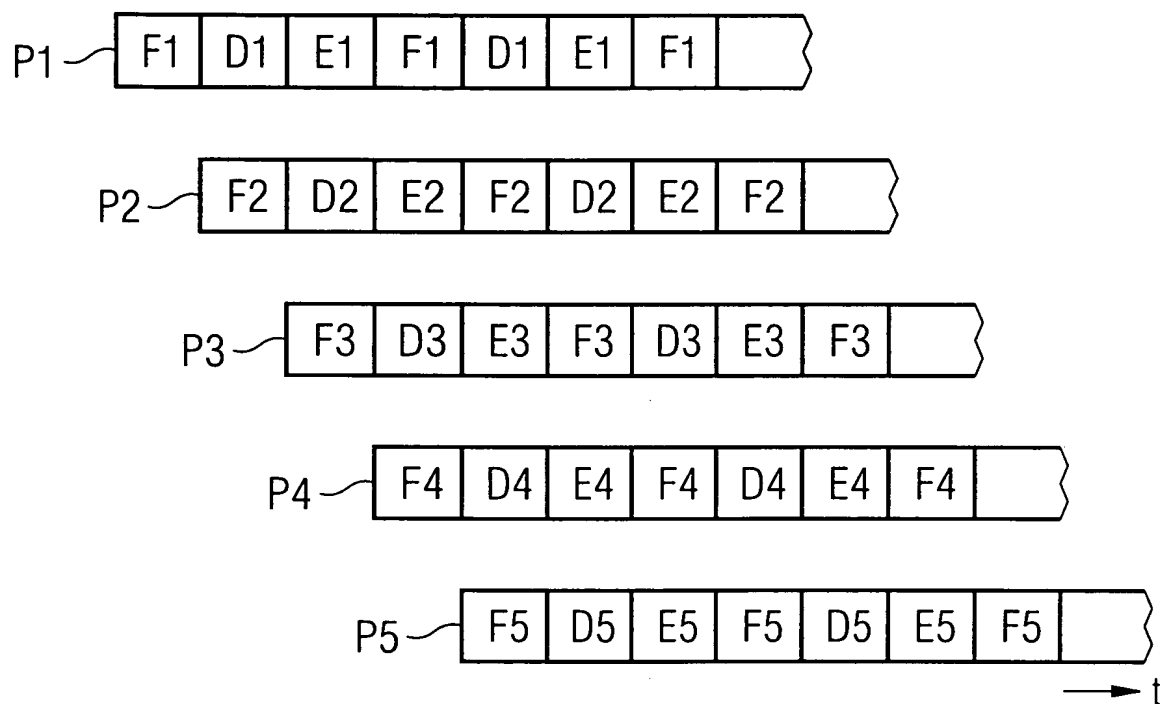 P1 F1 D1 E1 F1 D1 E1 F1
P2 F2 D2 E2 F2 D2 E2 F2
P3 F3 D3 E3 F3 D3 E3 F3
P4 F4 D4 E4 F4 D4 E4 F4
P5 F5 D5 E5 F5 D5 E5 F5
t